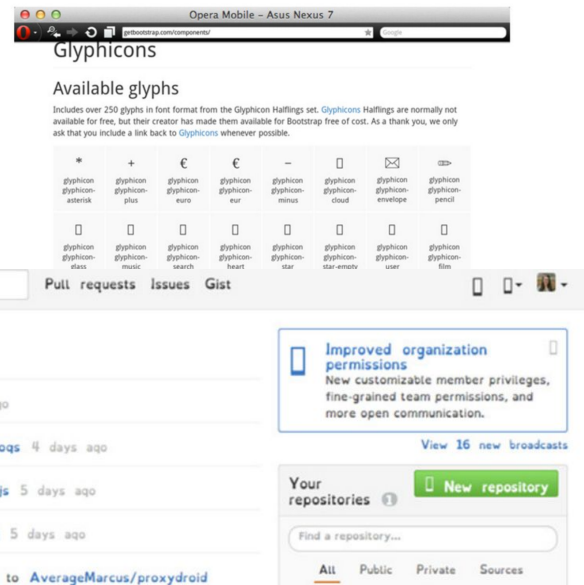 Opera Mobile – Asus Nexus 7
getbootstrap.com/components/
Google
Glyphicons
Available glyphs
Includes over 250 glyphs in font format from the Glyphicon Halflings set. Glyphicons Halflings are normally not
available for free, but their creator has made them available for Bootstrap free of cost. As a thank you, we only
ask that you include a link back to Glyphicons whenever possible.
* + € € –
glyphicon glyphicon glyphicon glyphicon glyphicon glyphicon glyphicon glyphicon
glyphicon- glyphicon- glyphicon- glyphicon- glyphicon- glyphicon- glyphicon- glyphicon-
asterisk plus euro eur minus cloud envelope pencil
glyphicon glyphicon glyphicon glyphicon glyphicon glyphicon glyphicon glyphicon
glyphicon- glyphicon- glyphicon- glyphicon- glyphicon- glyphicon- glyphicon- glyphicon-
glass music search heart star star-empty user film
Pull requests Issues Gist
Improved organization
permissions
New customizable member privileges,
fine-grained team permissions, and
more open communication.
View 16 new broadcasts
go
ogs 4 days ago
js 5 days ago
5 days ago
to AverageMarcus/proxydroid
Your
repositories 1
New repository
Find a repository...
All Public Private Sources